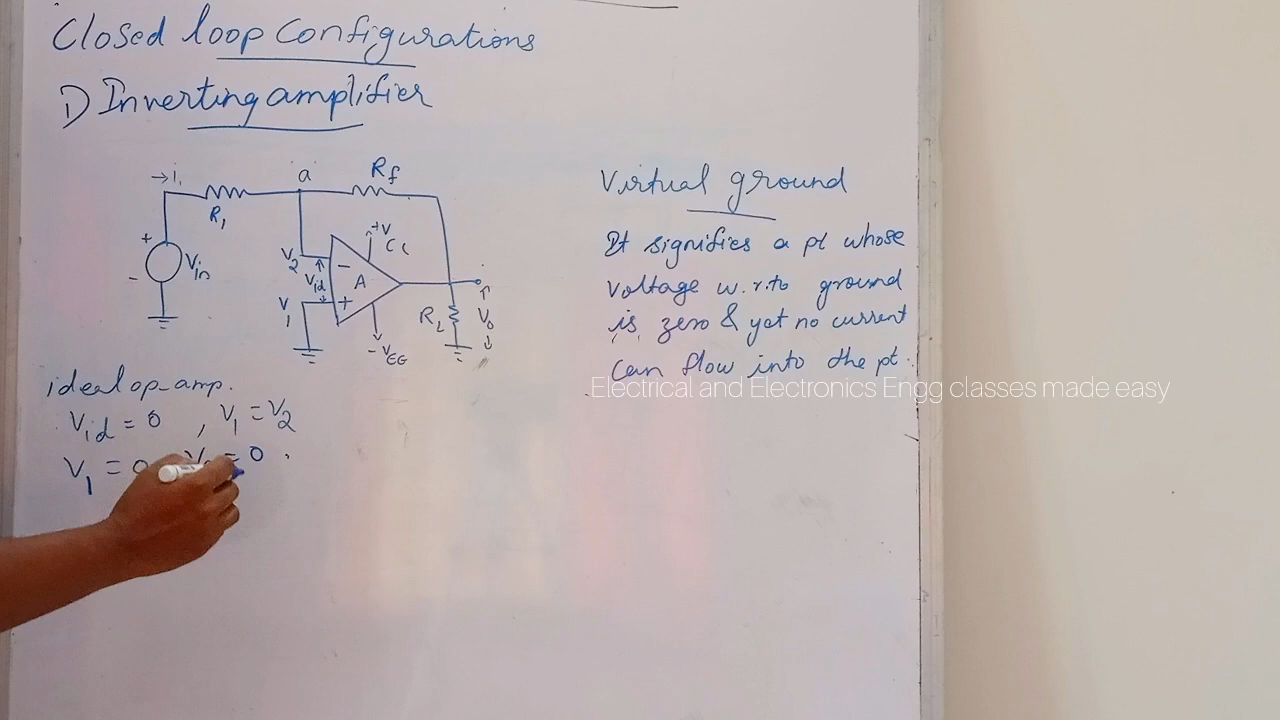 Closed loop Configurations
1) Inverting amplifier
→ i1
R1
a
Rf
+
-
Vin
V2
Vid
V1
-
+
A
+VCC
-VEE
RL
V0
ideal op-amp.
Vid = 0 , V1 = V2
V1 = 0 = 0 .
Virtual ground
It signifies a pt whose
voltage w.r.to ground
is zero & yet no current
can flow into the pt.
Electrical and Electronics Engg classes made easy